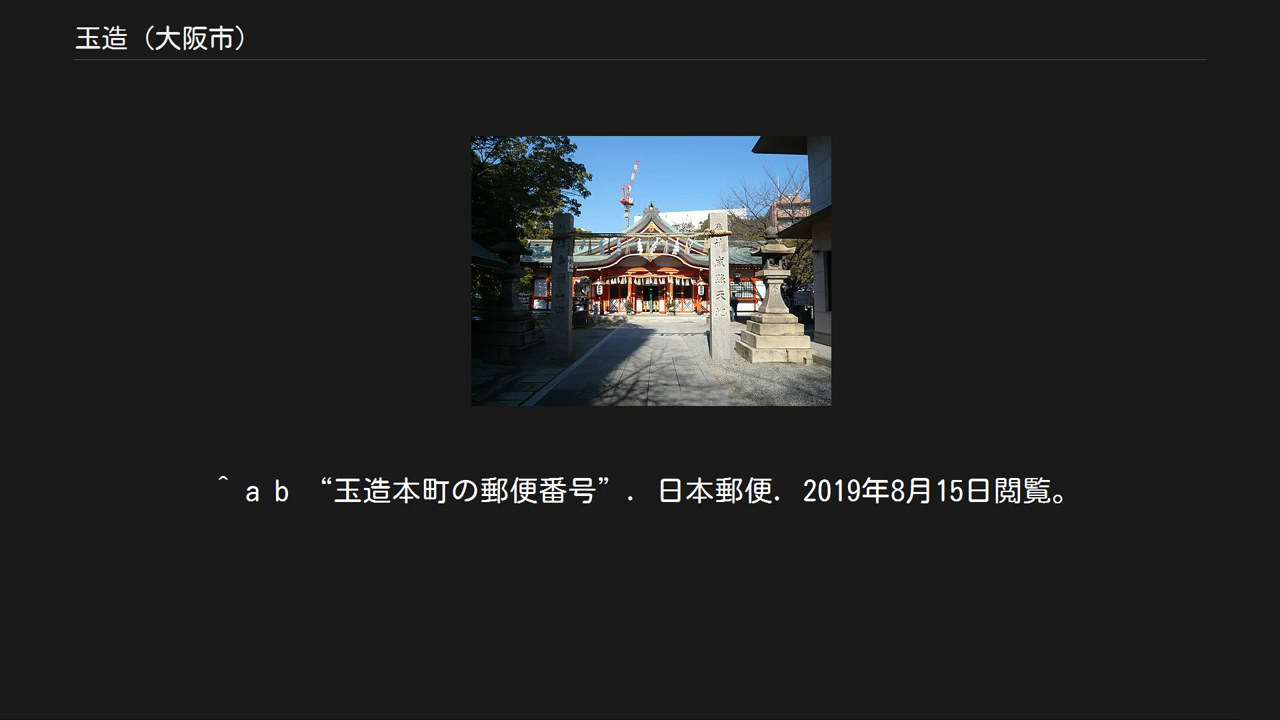 玉造（大阪市）
^ a b “玉造本町の郵便番号”. 日本郵便. 2019年8月15日閲覧。